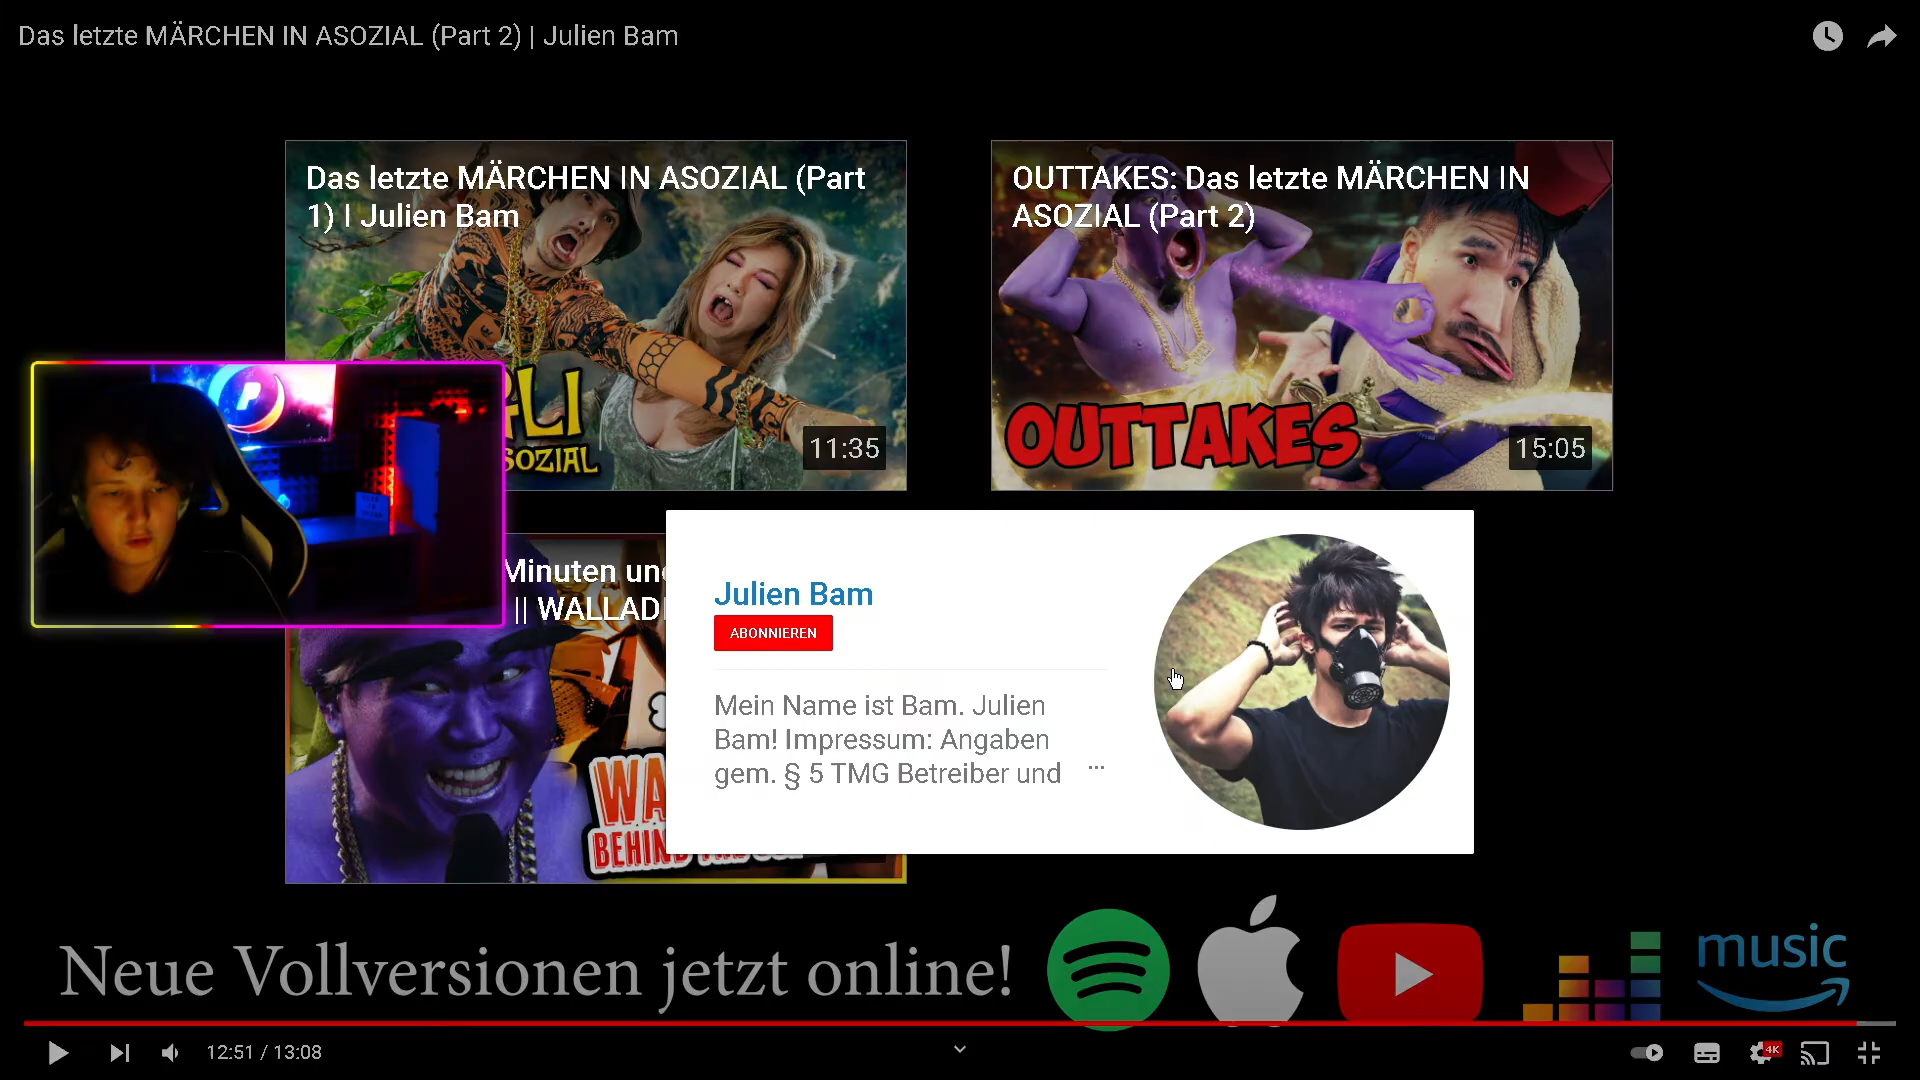 Das letzte MÄRCHEN IN ASOZIAL (Part 2) | Julien Bam
Das letzte MÄRCHEN IN ASOZIAL (Part
1) I Julien Bam
SOZIAL
11:35
OUTTAKES: Das letzte MÄRCHEN IN
ASOZIAL (Part 2)
OUTTAKES
15:05
Minuten un
|| WALLAD
WA
BEHIN
Julien Bam
ABONNIEREN
Mein Name ist Bam. Julien
Bam! Impressum: Angaben
gem. § 5 TMG Betreiber und ...
Neue Vollversionen jetzt online!
music
12:51 / 13:08
4K